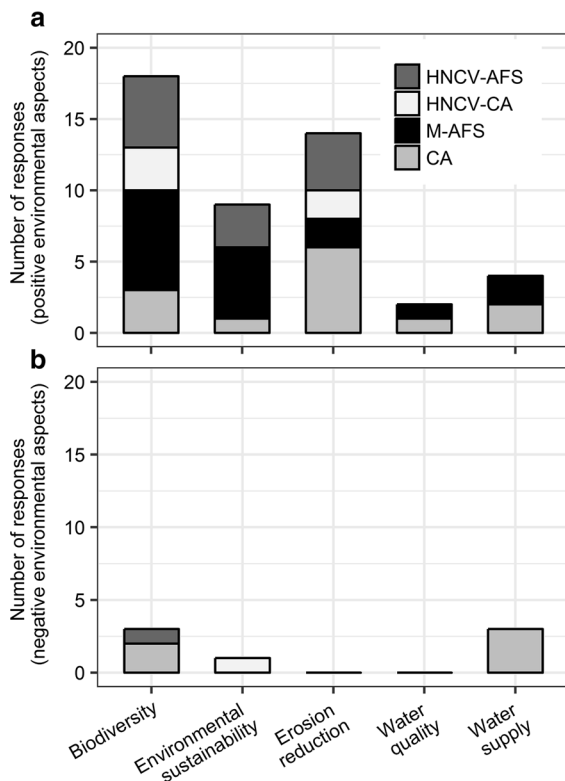 a
Number of responses
(positive environmental aspects)
20
15
10
5
0
HNCV-AFS
HNCV-CA
M-AFS
CA
b
Number of responses
(negative environmental aspects)
20
15
10
5
0
Biodiversity
Environmental
sustainability
Erosion
reduction
Water
quality
Water
supply